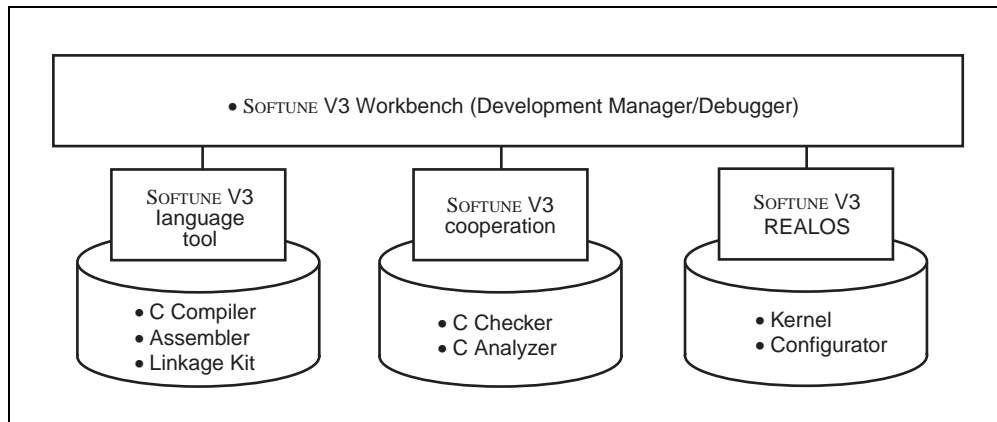 • SOFTUNE V3 Workbench (Development Manager/Debugger)
SOFTUNE V3
language
tool
• C Compiler
• Assembler
• Linkage Kit
SOFTUNE V3
cooperation
• C Checker
• C Analyzer
SOFTUNE V3
REALOS
• Kernel
• Configurator